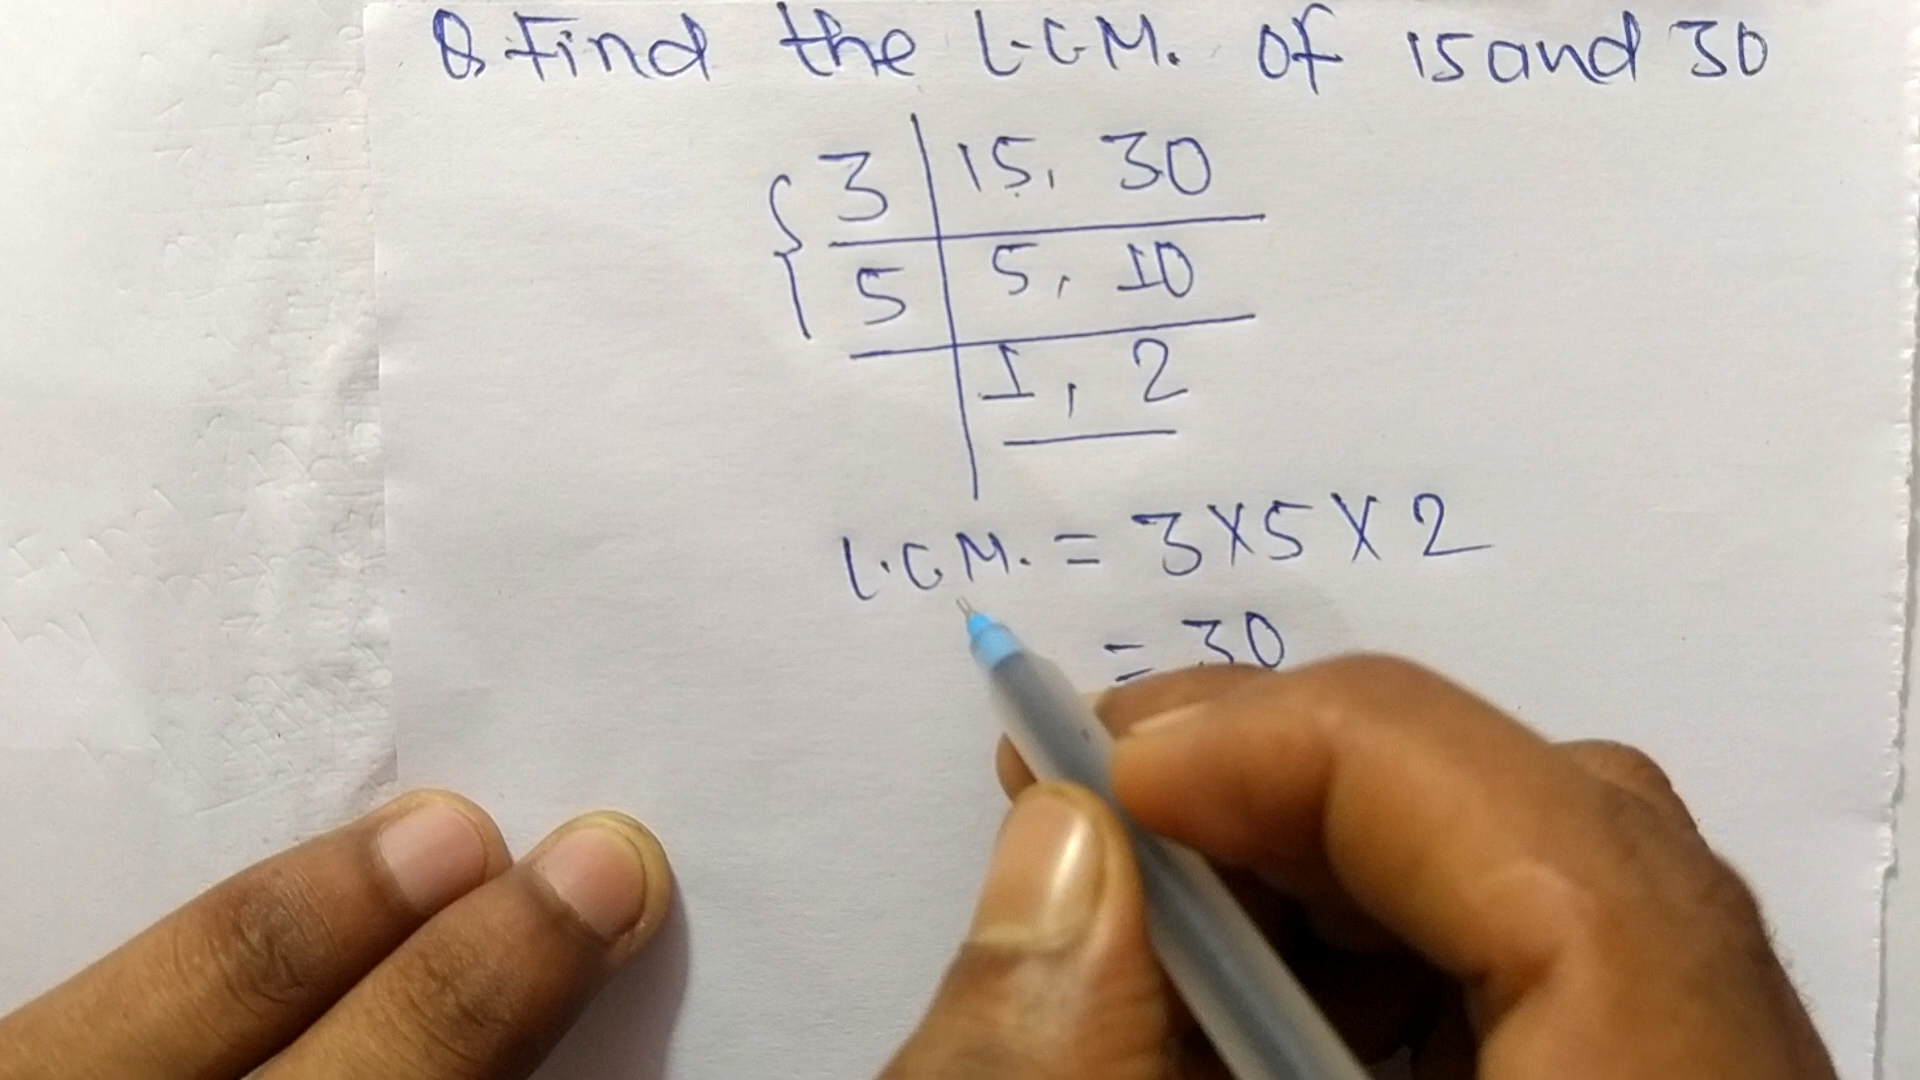 Q. Find the L.C.M. of 15 and 30
3 | 15, 30
5 | 5, 10
1, 2
L.C.M. = 3 X 5 X 2
= 30